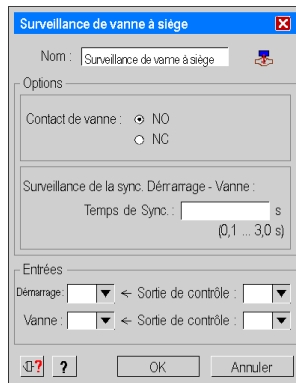 Surveillance de vanne à siège
Nom : Surveillance de vanne à siège
Options
Contact de vanne : NO
NC
Surveillance de la sync. Démarrage - Vanne :
Temps de Sync. : s
(0,1 ... 3,0 s)
Entrées
Démarrage : ← Sortie de contrôle :
Vanne : ← Sortie de contrôle :
? ? OK Annuler